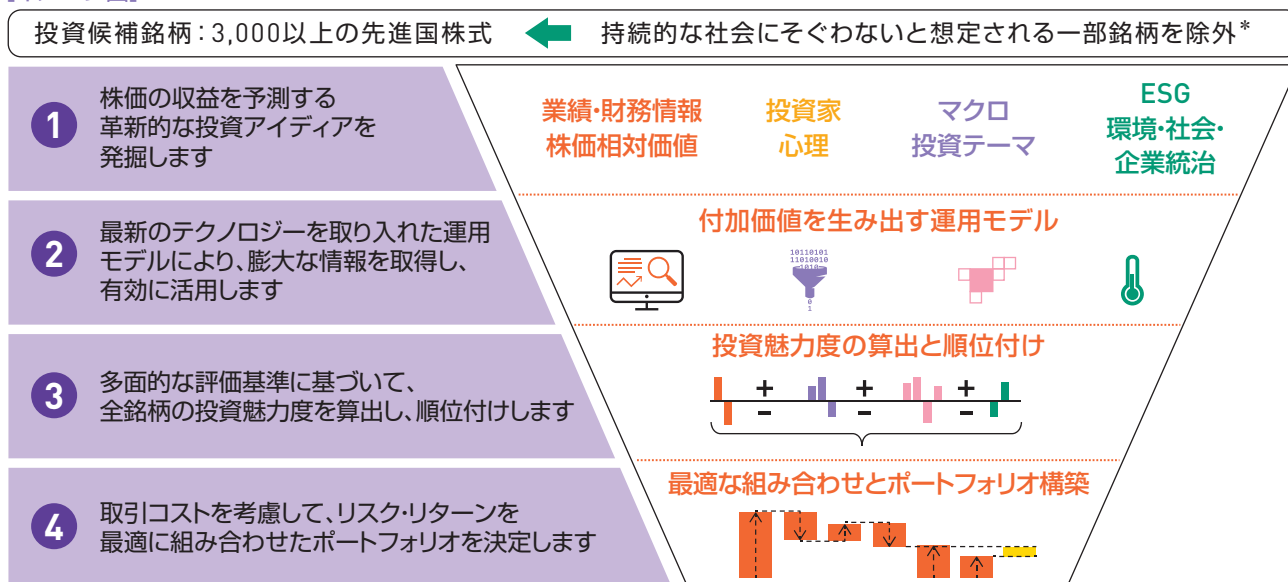 投資候補銘柄：3,000以上の先進国株式
持続的な社会にそぐわないと想定される一部銘柄を除外*
1
株価の収益を予測する
革新的な投資アイディアを
発掘します
業績・財務情報
株価相対価値
投資家
心理
マクロ
投資テーマ
ESG
環境・社会・
企業統治
2
最新のテクノロジーを取り入れた運用
モデルにより、膨大な情報を取得し、
有効に活用します
付加価値を生み出す運用モデル
10110101
11010010
1010
0
1
3
多面的な評価基準に基づいて、
全銘柄の投資魅力度を算出し、順位付けします
投資魅力度の算出と順位付け
+ + +
− − −
4
取引コストを考慮して、リスク・リターンを
最適に組み合わせたポートフォリオを決定します
最適な組み合わせとポートフォリオ構築